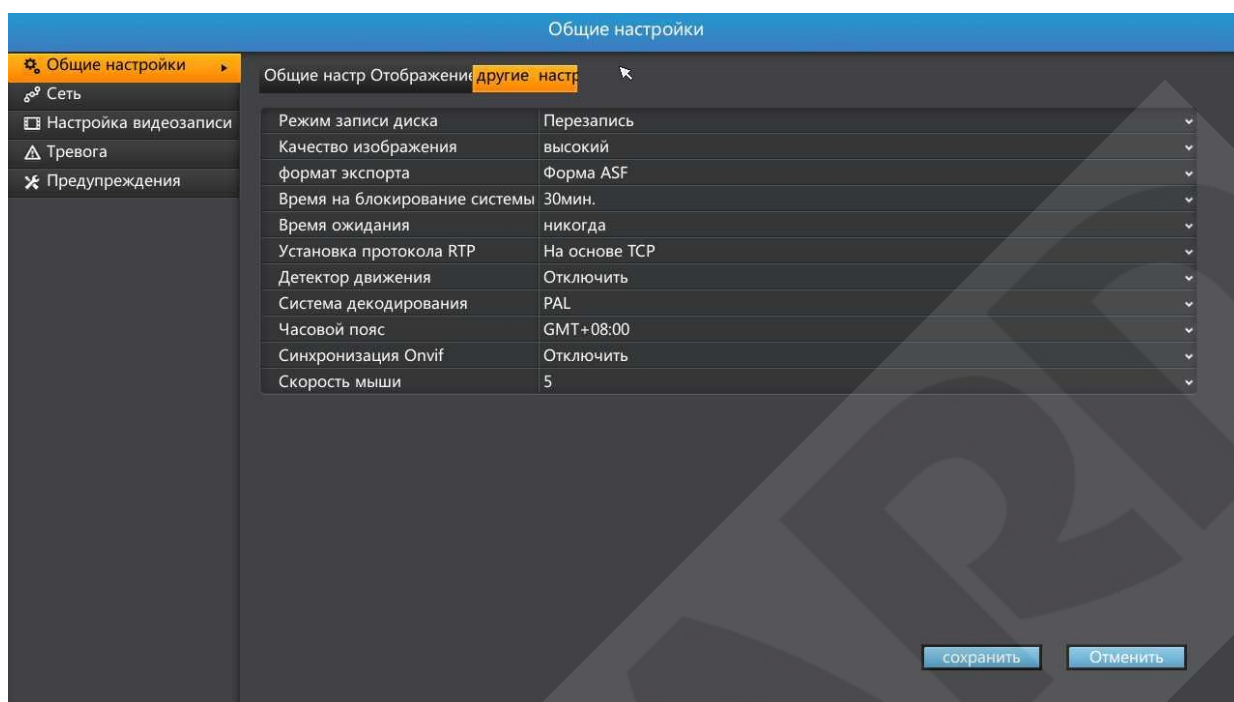 Общие настройки
Общие настройки
Сеть
Настройка видеозаписи
Тревога
Предупреждения
Общие настр Отображение другие настр
Режим записи диска Перезапись
Качество изображения высокий
формат экспорта Форма ASF
Время на блокирование системы 30мин.
Время ожидания никогда
Установка протокола RTP На основе TCP
Детектор движения Отключить
Система декодирования PAL
Часовой пояс GMT+08:00
Синхронизация Onvif Отключить
Скорость мыши 5
сохранить Отменить